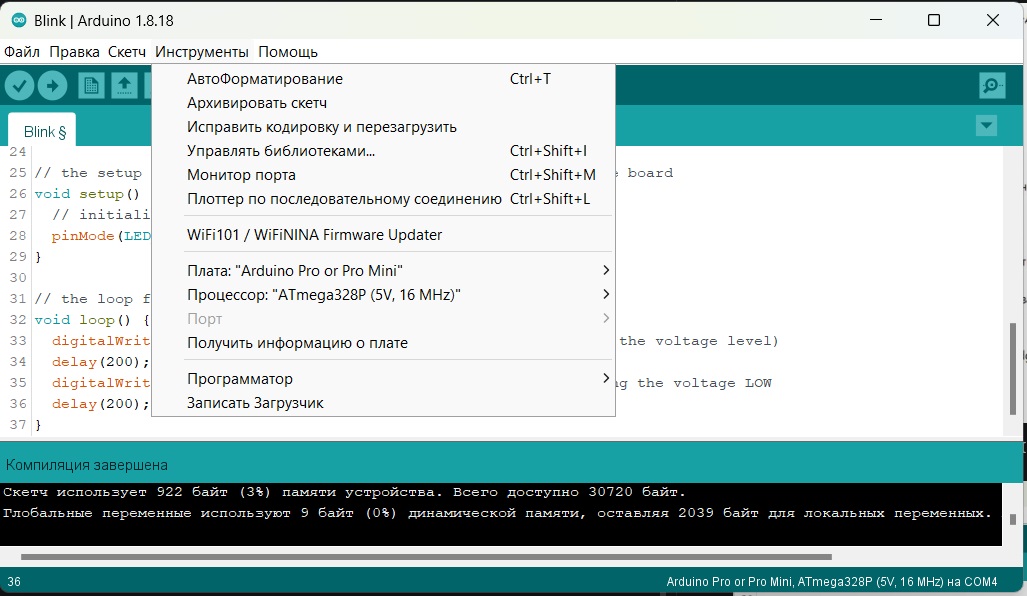 Blink | Arduino 1.8.18
Файл Правка Скетч Инструменты Помощь
Blink §
АвтоФорматирование Ctrl+T
Архивировать скетч
Исправить кодировку и перезагрузить
Управлять библиотеками... Ctrl+Shift+I
Монитор порта Ctrl+Shift+M
Плоттер по последовательному соединению Ctrl+Shift+L
WiFi101 / WiFiNINA Firmware Updater
Плата: "Arduino Pro or Pro Mini"
Процессор: "ATmega328P (5V, 16 MHz)"
Порт
Получить информацию о плате
Программатор
Записать Загрузчик
24
25 // the setup board
26 void setup()
27 // initiali
28 pinMode(LED
29 }
30
31 // the loop f
32 void loop() {
33 digitalWrit the voltage level)
34 delay(200);
35 digitalWrit g the voltage LOW
36 delay(200);
37 }
Компиляция завершена
Скетч использует 922 байт (3%) памяти устройства. Всего доступно 30720 байт.
Глобальные переменные используют 9 байт (0%) динамической памяти, оставляя 2039 байт для локальных переменных.
36 Arduino Pro or Pro Mini, ATmega328P (5V, 16 MHz) на COM4